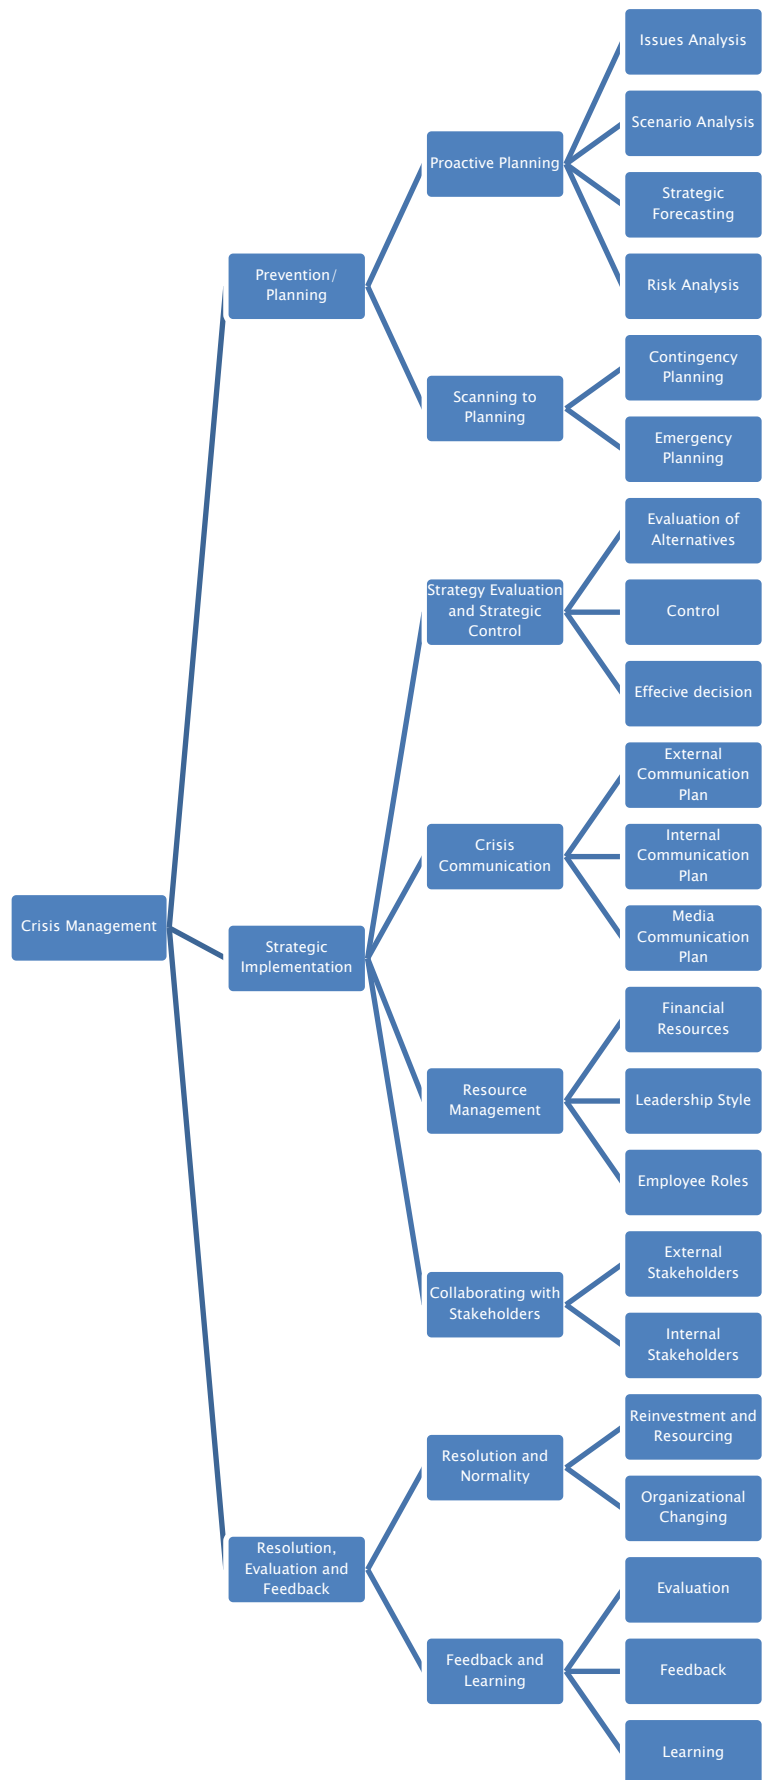 Issues Analysis
Scenario Analysis
Proactive Planning
Strategic
Forecasting
Prevention/
Planning
Risk Analysis
Contingency
Planning
Scanning to
Planning
Emergency
Planning
Evaluation of
Alternatives
Strategy Evaluation
and Strategic
Control
Control
Effecive decision
External
Communication
Plan
Crisis
Communication
Internal
Communication
Plan
Crisis Management
Strategic
Implementation
Media
Communication
Plan
Financial
Resources
Resource
Management
Leadership Style
Employee Roles
External
Stakeholders
Collaborating with
Stakeholders
Internal
Stakeholders
Reinvestment and
Resourcing
Resolution and
Normality
Organizational
Changing
Resolution,
Evaluation and
Feedback
Evaluation
Feedback and
Learning
Feedback
Learning